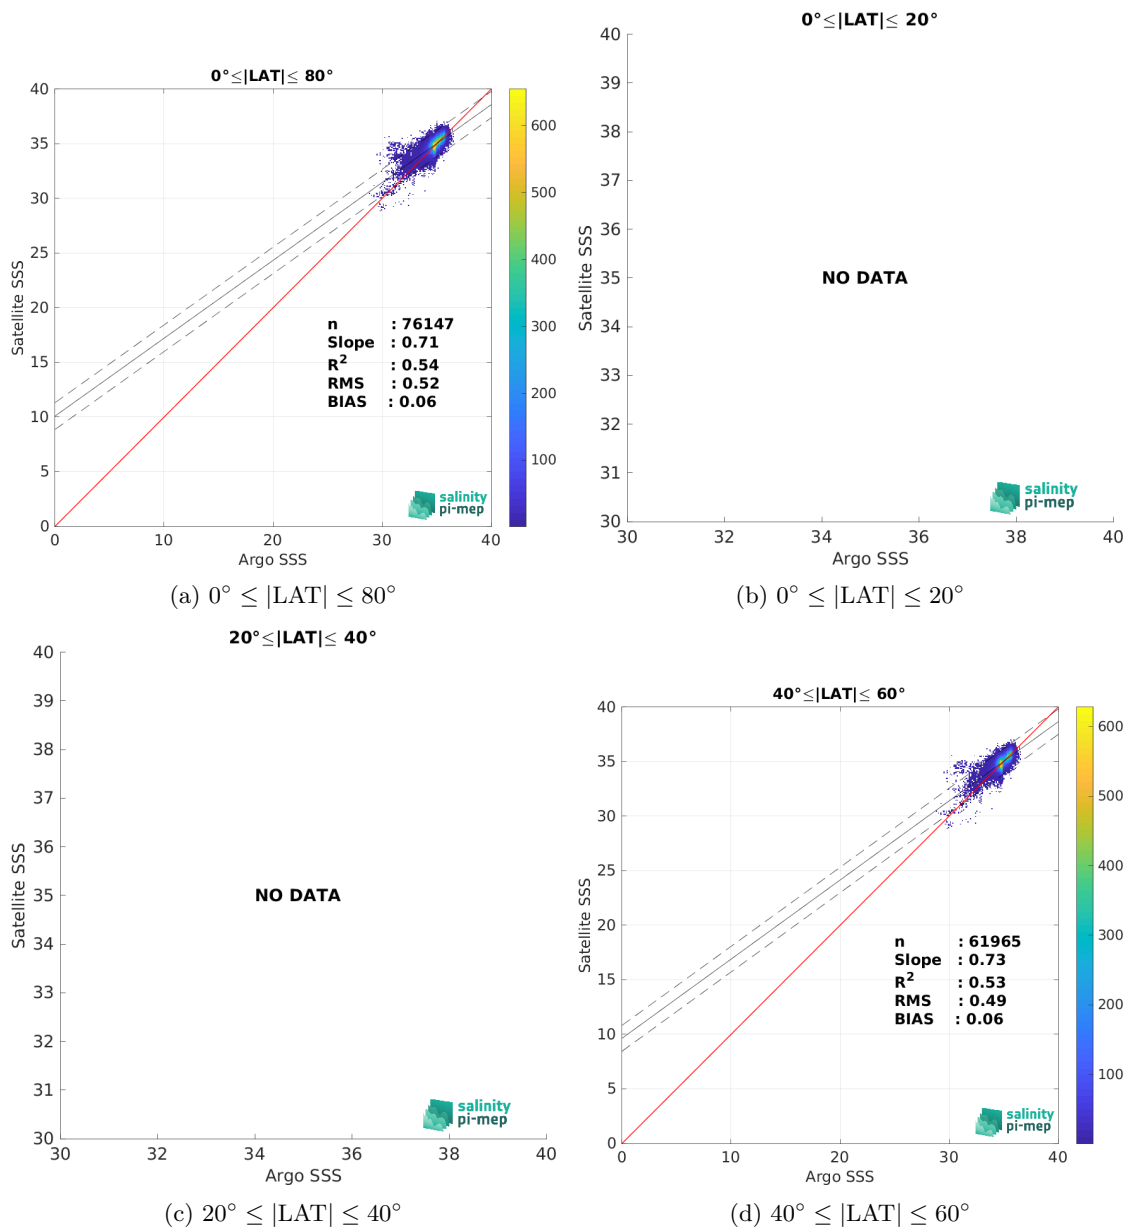 0°≤|LAT|≤ 80°
40
35
30
25
20
15
10
5
0
Satellite SSS
0
10
20
30
40
Argo SSS
600
500
400
300
200
100
n : 76147
Slope : 0.71
R² : 0.54
RMS : 0.52
BIAS : 0.06
salinity
pi-mep
(a) 0° ≤ |LAT| ≤ 80°
0°≤|LAT|≤ 20°
40
39
38
37
36
35
34
33
32
31
30
Satellite SSS
NO DATA
30
32
34
36
38
40
Argo SSS
salinity
pi-mep
(b) 0° ≤ |LAT| ≤ 20°
20°≤|LAT|≤ 40°
40
39
38
37
36
35
34
33
32
31
30
Satellite SSS
NO DATA
30
32
34
36
38
40
Argo SSS
salinity
pi-mep
(c) 20° ≤ |LAT| ≤ 40°
40°≤|LAT|≤ 60°
40
35
30
25
20
15
10
5
0
Satellite SSS
0
10
20
30
40
Argo SSS
600
500
400
300
200
100
n : 61965
Slope : 0.73
R² : 0.53
RMS : 0.49
BIAS : 0.06
salinity
pi-mep
(d) 40° ≤ |LAT| ≤ 60°